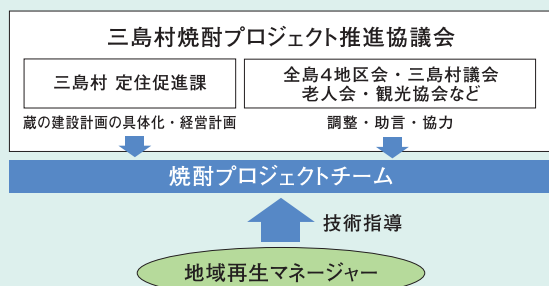 三島村焼酎プロジェクト推進協議会
三島村 定住促進課
全島4地区会・三島村議会
老人会・観光協会など
蔵の建設計画の具体化・経営計画
調整・助言・協力
焼酎プロジェクトチーム
技術指導
地域再生マネージャー